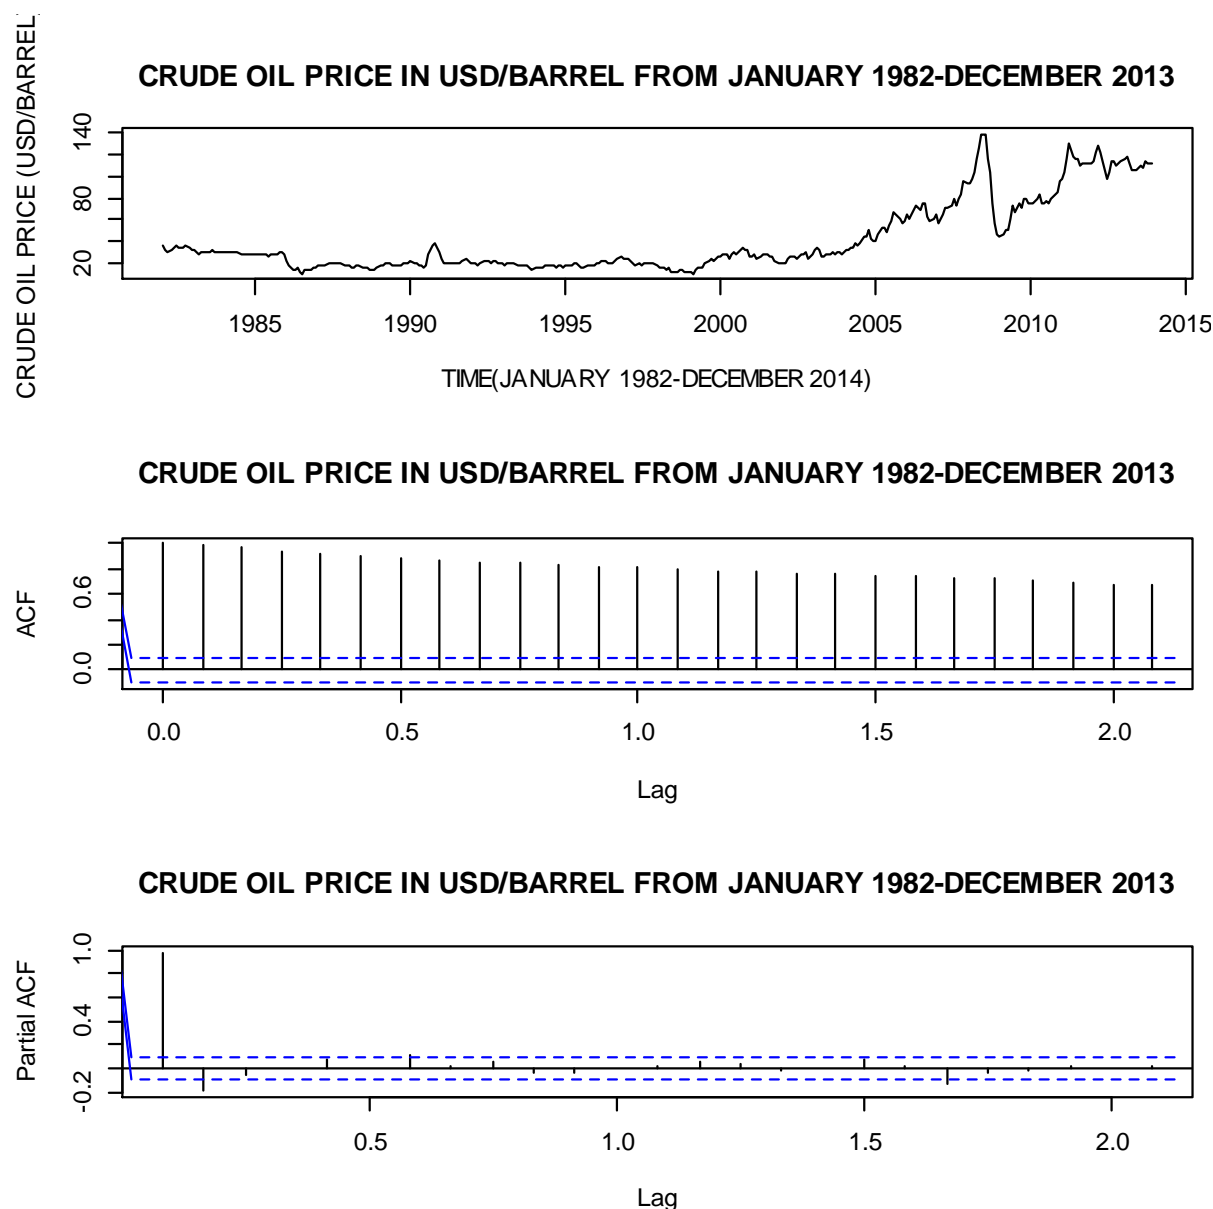 CRUDE OIL PRICE IN USD/BARREL FROM JANUARY 1982-DECEMBER 2013
CRUDE OIL PRICE (USD/BARREL
140
80
20
1985 1990 1995 2000 2005 2010 2015
TIME(JANUARY 1982-DECEMBER 2014)
CRUDE OIL PRICE IN USD/BARREL FROM JANUARY 1982-DECEMBER 2013
ACF
0.6
0.0
0.0 0.5 1.0 1.5 2.0
Lag
CRUDE OIL PRICE IN USD/BARREL FROM JANUARY 1982-DECEMBER 2013
Partial ACF
1.0
0.4
-0.2
0.5 1.0 1.5 2.0
Lag